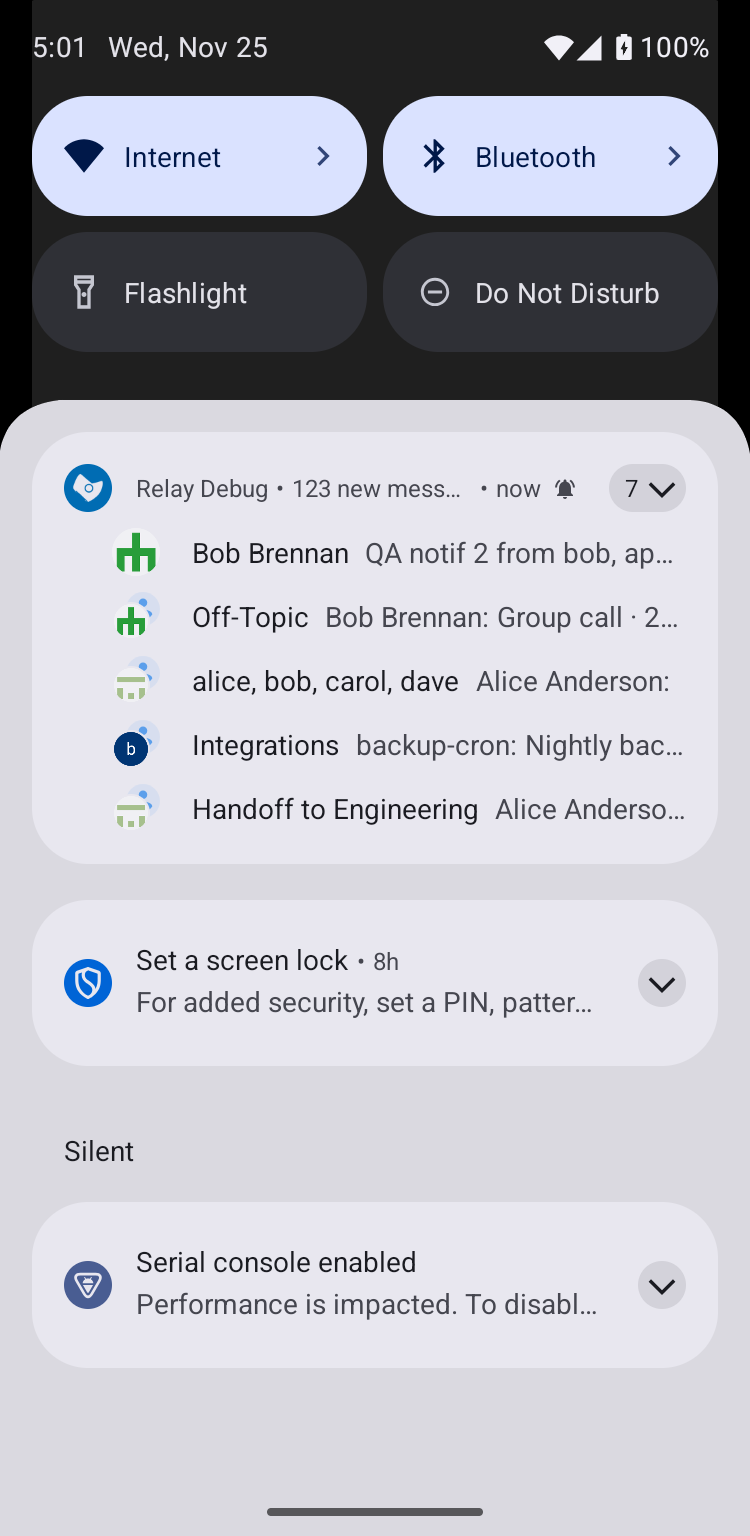 5:01 Wed, Nov 25 100%
Internet Bluetooth
Flashlight Do Not Disturb
Relay Debug • 123 new mess… • now 7
Bob Brennan QA notif 2 from bob, ap…
Off-Topic Bob Brennan: Group call · 2…
alice, bob, carol, dave Alice Anderson:
b Integrations backup-cron: Nightly bac…
Handoff to Engineering Alice Anderso…
Set a screen lock • 8h
For added security, set a PIN, patter…
Silent
Serial console enabled
Performance is impacted. To disabl…